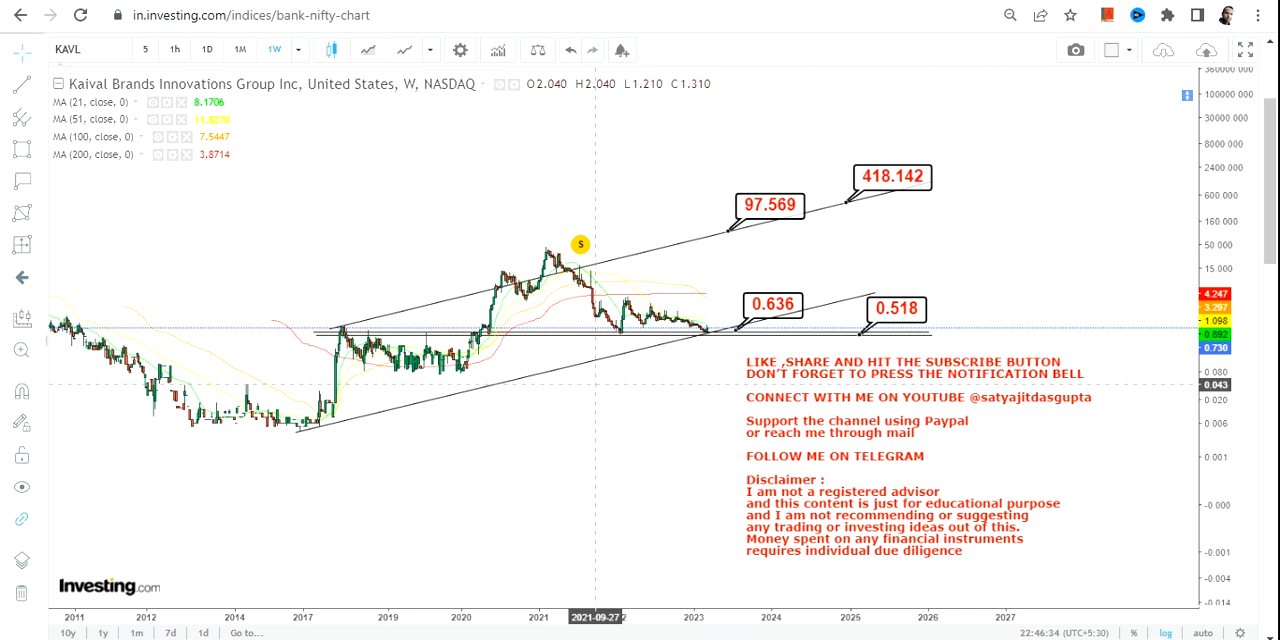 in.investing.com/indices/bank-nifty-chart
KAVL 5 1h 1D 1M 1W
Kaival Brands Innovations Group Inc, United States, W, NASDAQ O2.040 H2.040 L1.210 C1.310
MA (21, close, 0) 8.1706
MA (51, close, 0)
MA (100, close, 0) 7.5447
MA (200, close, 0) 3.8714
S
97.569
418.142
0.636
0.518
LIKE ,SHARE AND HIT THE SUBSCRIBE BUTTON
DON'T FORGET TO PRESS THE NOTIFICATION BELL
CONNECT WITH ME ON YOUTUBE @satyajitdasgupta
Support the channel using Paypal
or reach me through mail
FOLLOW ME ON TELEGRAM
Disclaimer :
I am not a registered advisor
and this content is just for educational purpose
and I am not recommending or suggesting
any trading or investing ideas out of this.
Money spent on any financial instruments
requires individual due diligence
100000 000
30000 000
8000 000
2400 000
600 000
160 000
50 000
15 000
4.247
3.297
1 098
0.892
0.730
0 080
0.043
0 020
0 006
0 001
-0 000
-0 001
-0 004
-0 014
Investing.com
2011 2012 2014 2017 2019 2020 2021 2021-09-27 2 2023 2024 2025 2026 2027
10y 1y 1m 7d 1d Go to... 22:46:34 (UTC+5:30) % log auto